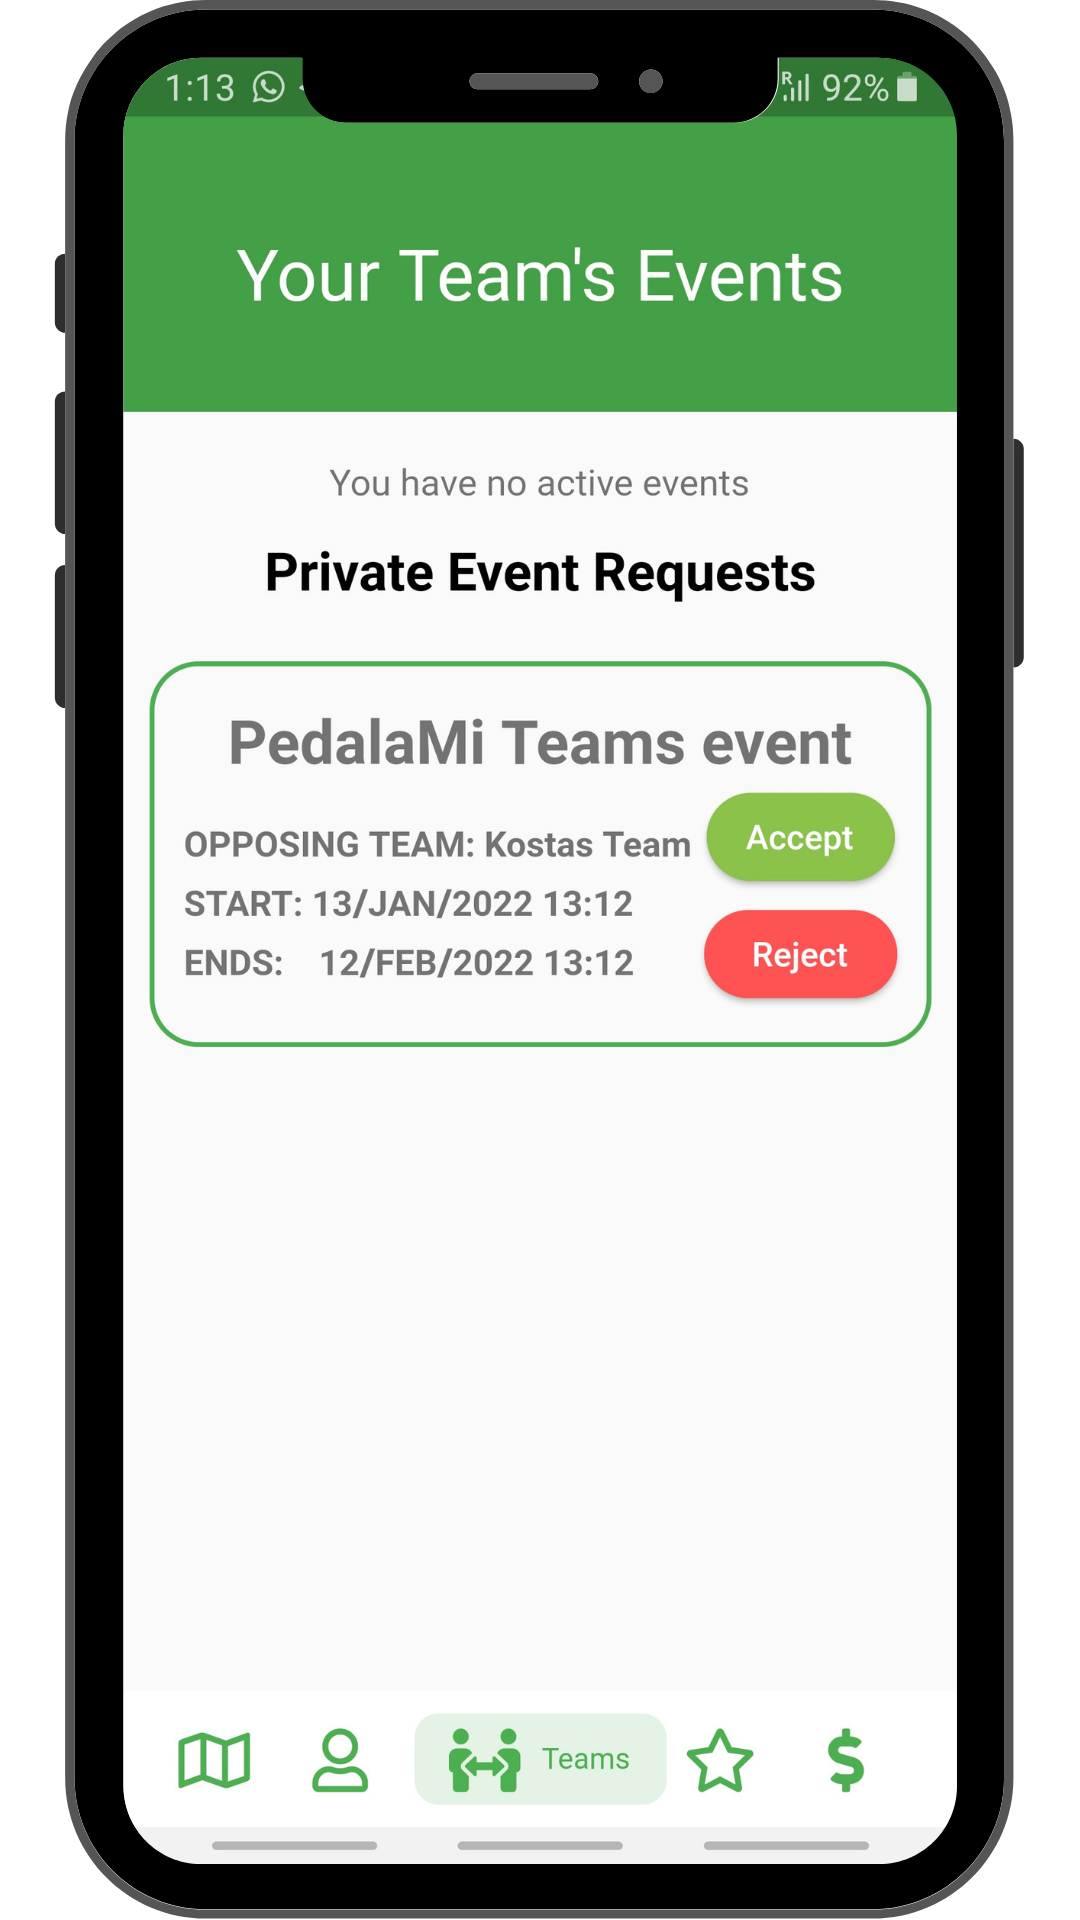 1:13 R 92%
Your Team's Events
You have no active events
Private Event Requests
PedalaMi Teams event
OPPOSING TEAM: Kostas Team
Accept
START: 13/JAN/2022 13:12
Reject
ENDS: 12/FEB/2022 13:12
Teams